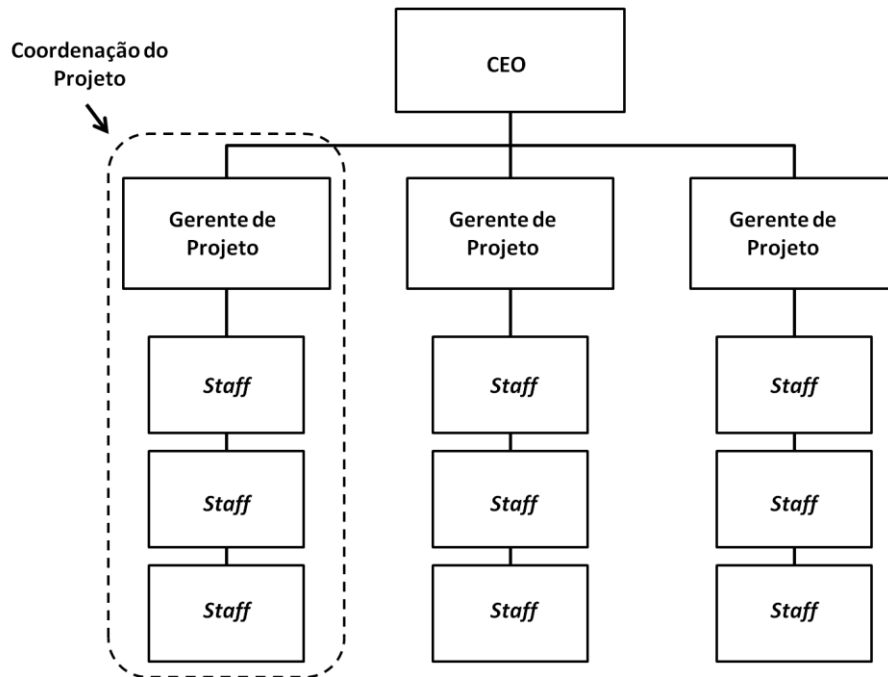 Coordenação do
Projeto
CEO
Gerente de
Projeto
Gerente de
Projeto
Gerente de
Projeto
Staff
Staff
Staff
Staff
Staff
Staff
Staff
Staff
Staff